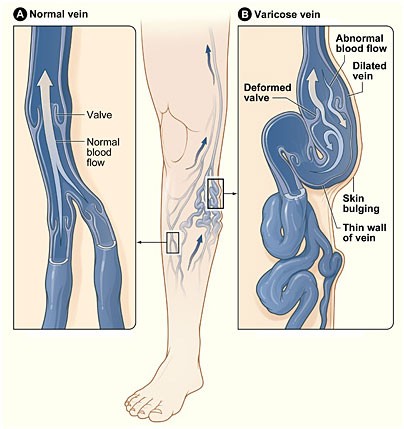 A Normal vein
Valve
Normal
blood
flow
B Varicose vein
Abnormal
blood flow
Dilated
vein
Deformed
valve
Skin
bulging
Thin wall
of vein